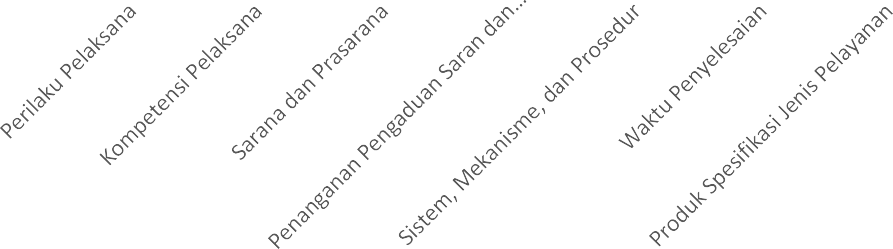 Perilaku Pelaksana
Kompetensi Pelaksana
Sarana dan Prasarana
Penanganan Pengaduan Saran dan...
Sistem, Mekanisme, dan Prosedur
Waktu Penyelesaian
Produk Spesifikasi Jenis Pelayanan